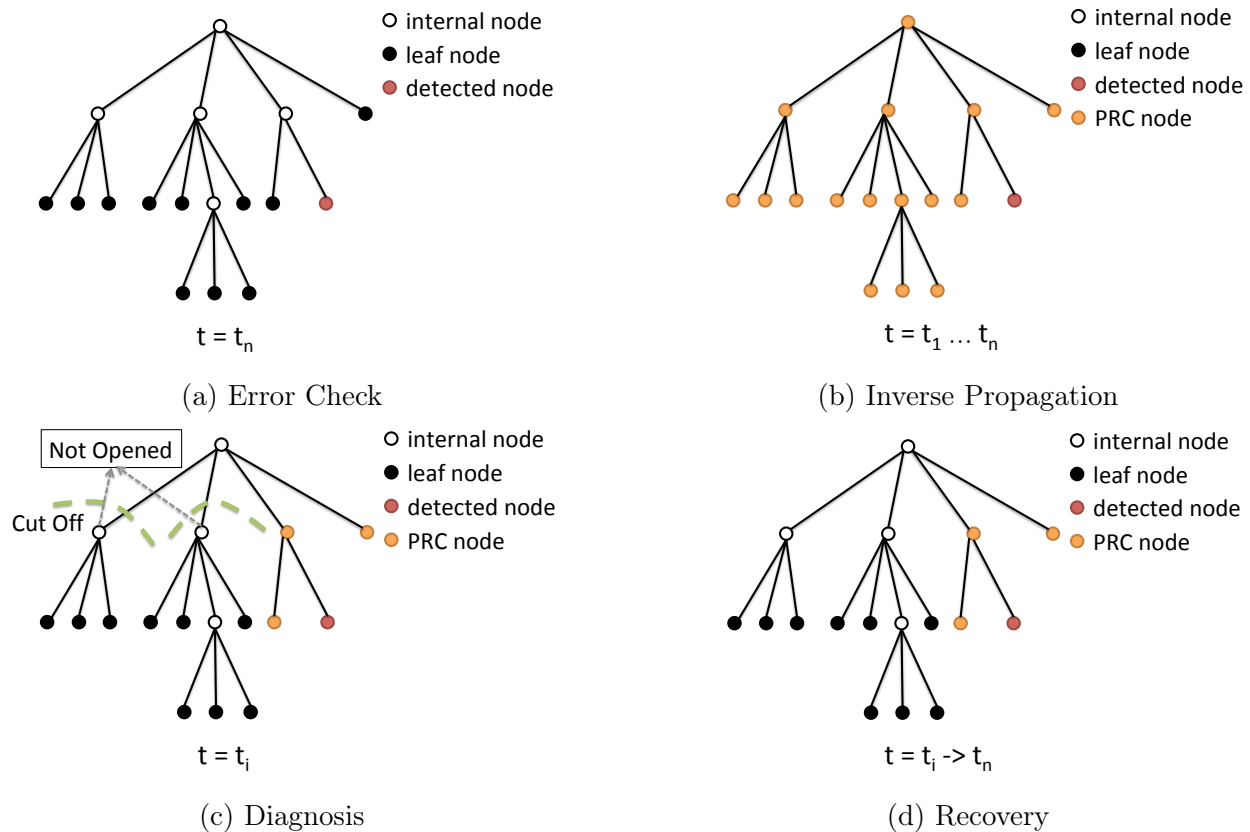 internal node
leaf node
detected node
t = tₙ
(a) Error Check
internal node
leaf node
detected node
PRC node
t = t₁ ... tₙ
(b) Inverse Propagation
Not Opened
Cut Off
internal node
leaf node
detected node
PRC node
t = tᵢ
(c) Diagnosis
internal node
leaf node
detected node
PRC node
t = tᵢ -> tₙ
(d) Recovery